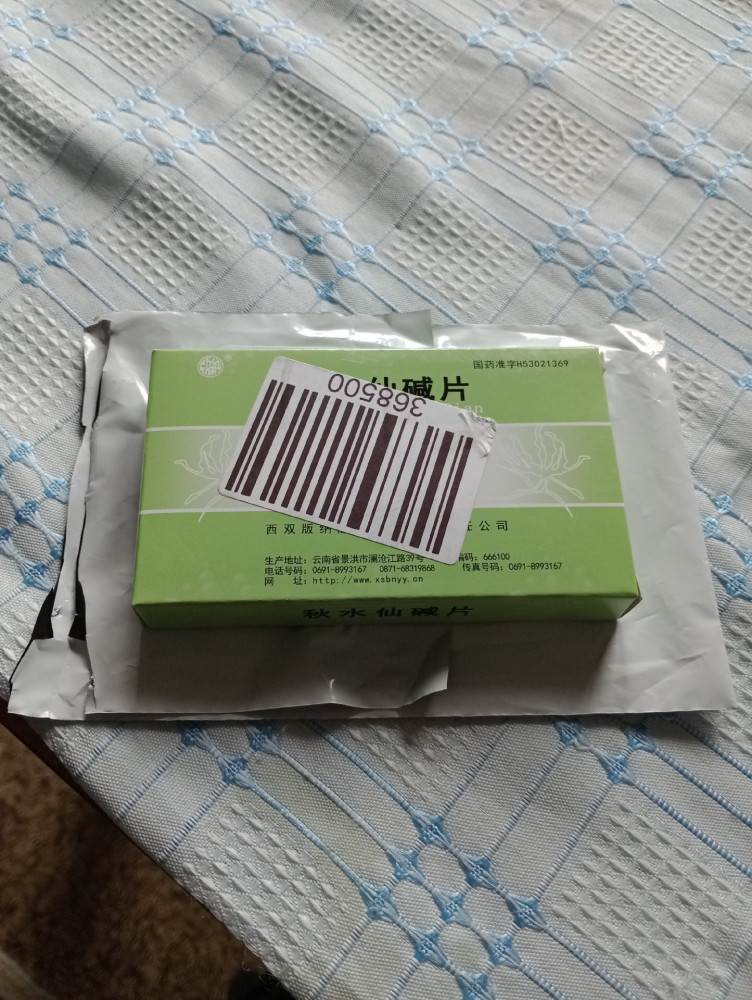 国药准字H53021369
仙碱片
368500
西双版纳 公司
生产地址：云南省景洪市澜沧江路39号 编码：666100
电话号码：0691-8993167 0871-68319868 传真号码：0691-8993167
网 址：http://www.xsbnyy.cn
秋水仙碱片